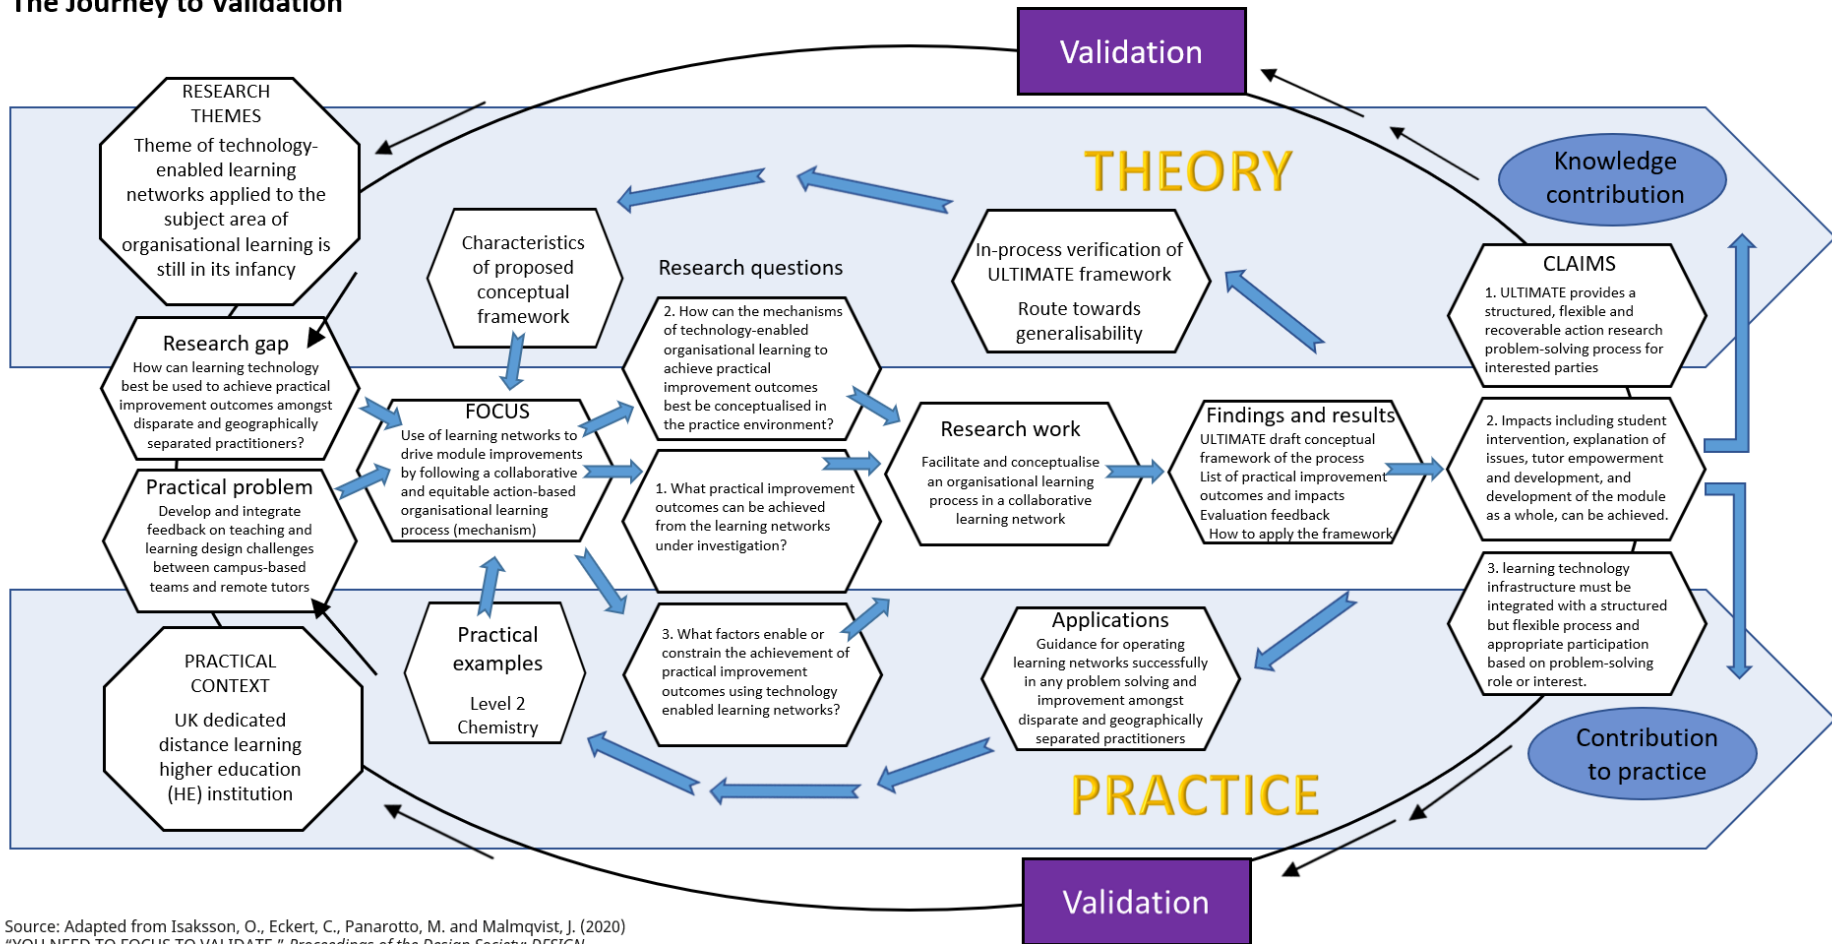 The Journey to Validation
Validation
RESEARCH
THEMES
Theme of technology-
enabled learning
networks applied to the
subject area of
organisational learning is
still in its infancy
THEORY
Knowledge
contribution
Characteristics
of proposed
conceptual
framework
Research questions
In-process verification of
ULTIMATE framework
Route towards
generalisability
CLAIMS
1. ULTIMATE provides a
structured, flexible and
recoverable action research
problem-solving process for
interested parties
Research gap
How can learning technology
best be used to achieve practical
improvement outcomes amongst
disparate and geographically
separated practitioners?
2. How can the mechanisms
of technology-enabled
organisational learning to
achieve practical
improvement outcomes
best be conceptualised in
the practice environment?
FOCUS
Use of learning networks to
drive module improvements
by following a collaborative
and equitable action-based
organisational learning
process (mechanism)
Research work
Facilitate and conceptualise
an organisational learning
process in a collaborative
learning network
Findings and results
ULTIMATE draft conceptual
framework of the process
List of practical improvement
outcomes and impacts
Evaluation feedback
How to apply the framework
2. Impacts including student
intervention, explanation of
issues, tutor empowerment
and development, and
development of the module
as a whole, can be achieved.
Practical problem
Develop and integrate
feedback on teaching and
learning design challenges
between campus-based
teams and remote tutors
1. What practical improvement
outcomes can be achieved
from the learning networks
under investigation?
3. learning technology
infrastructure must be
integrated with a structured
but flexible process and
appropriate participation
based on problem-solving
role or interest.
PRACTICAL
CONTEXT
UK dedicated
distance learning
higher education
(HE) institution
Practical
examples
Level 2
Chemistry
3. What factors enable or
constrain the achievement of
practical improvement
outcomes using technology
enabled learning networks?
Applications
Guidance for operating
learning networks successfully
in any problem solving and
improvement amongst
disparate and geographically
separated practitioners
PRACTICE
Contribution
to practice
Validation
Source: Adapted from Isaksson, O., Eckert, C., Panarotto, M. and Malmqvist, J. (2020)
“YOU NEED TO FOCUS TO VALIDATE.” Proceedings of the Design Society: DESIGN